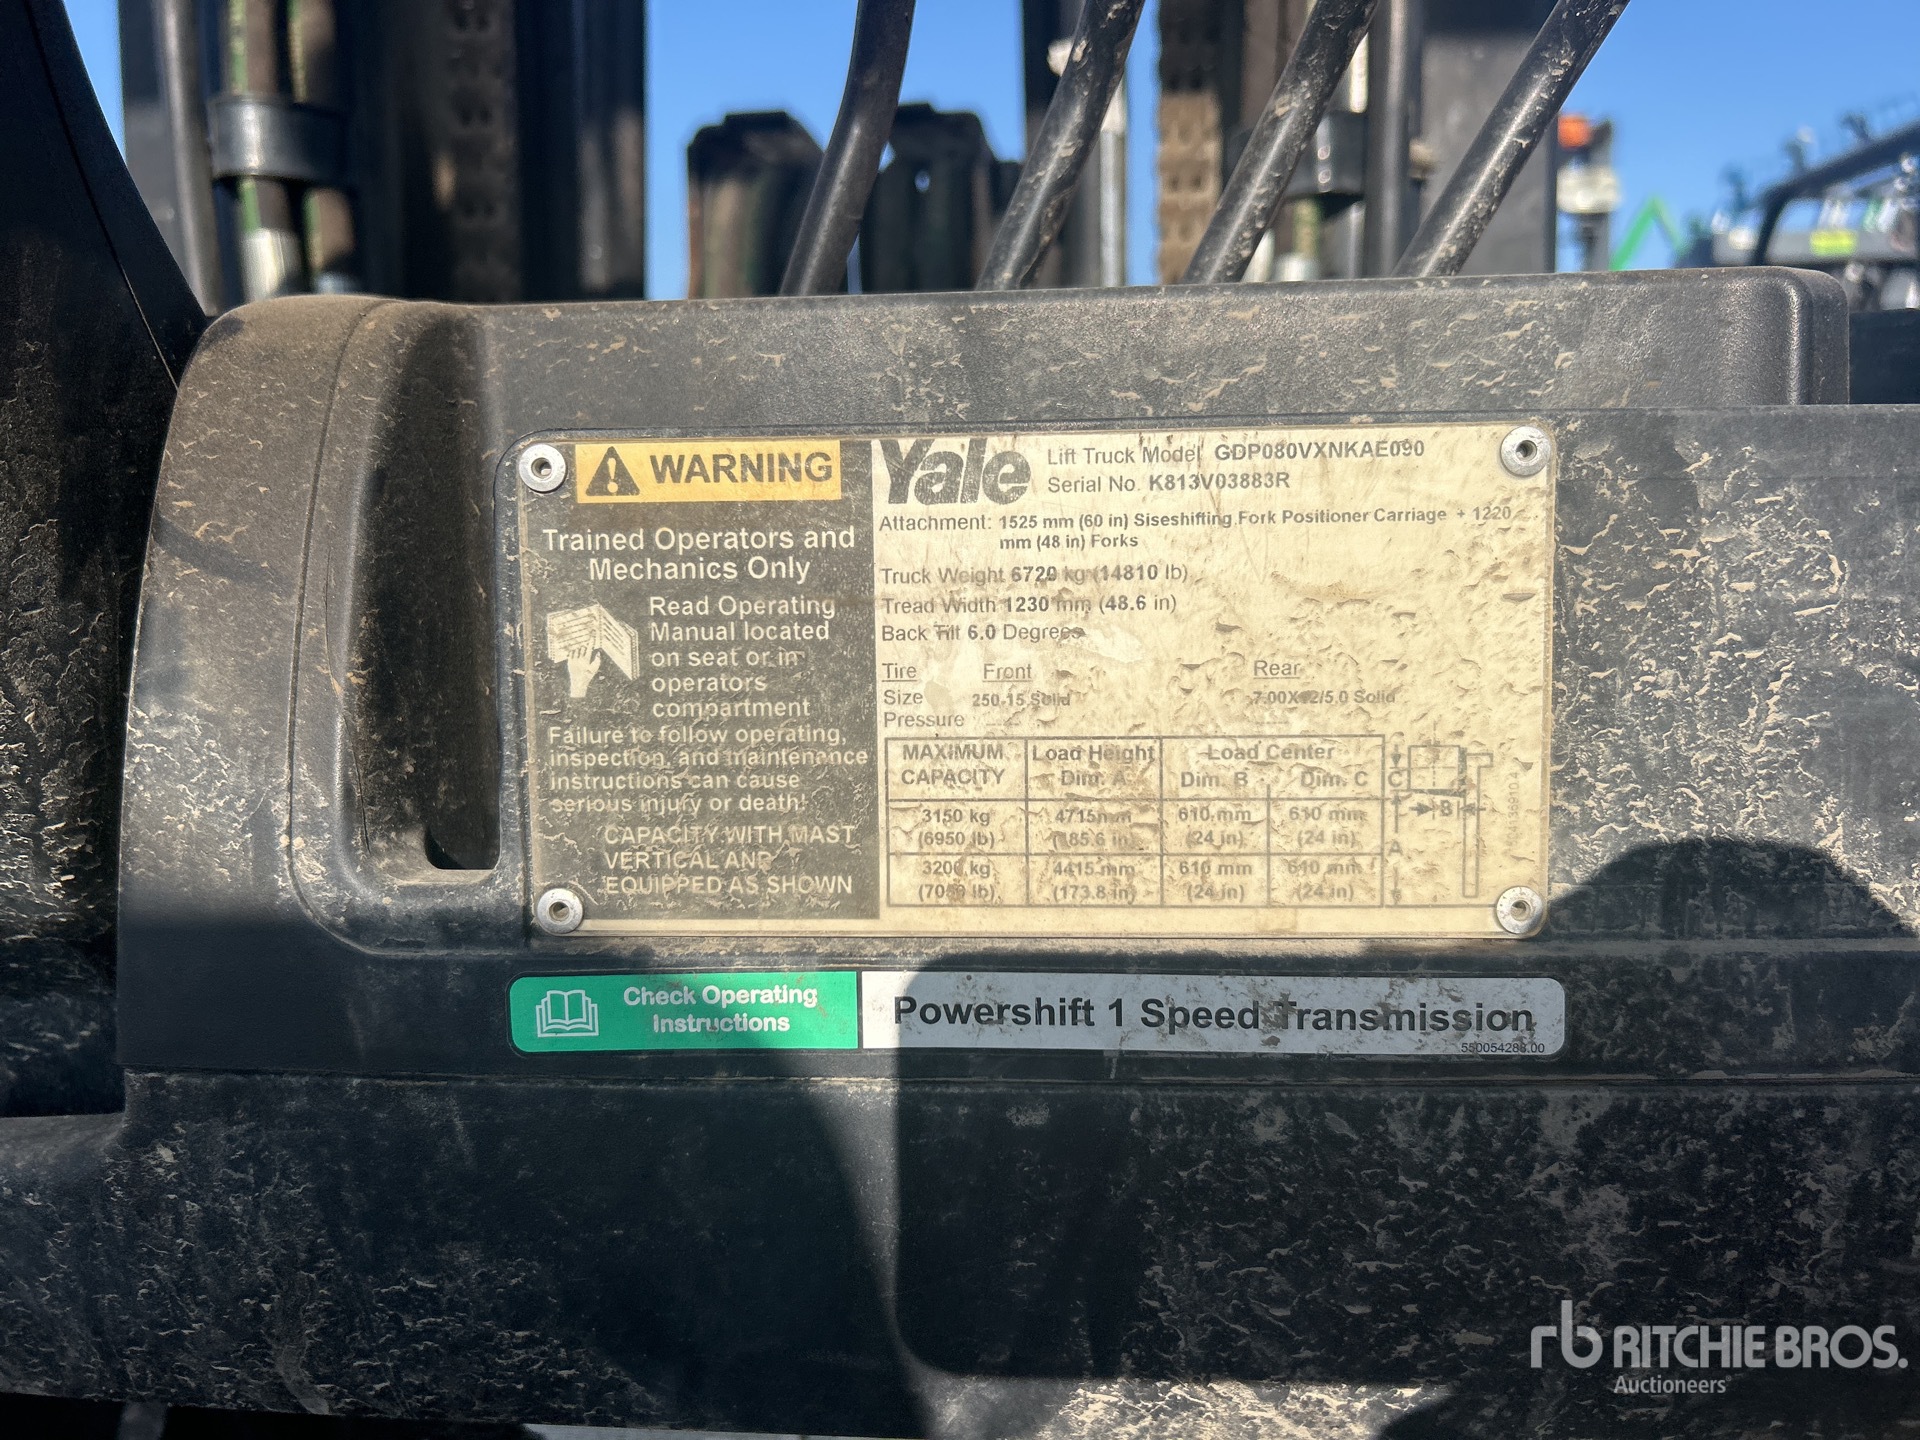 WARNING
Trained Operators and
Mechanics Only
Read Operating
Manual located
on seat or in
operators
compartment
Failure to follow operating,
inspection, and maintenance
instructions can cause
serious injury or death!
CAPACITY WITH MAST
VERTICAL AND
EQUIPPED AS SHOWN
Yale
Lift Truck Model GDP080VXNKAE090
Serial No. K813V03883R
Attachment: 1525 mm (60 in) Siseshifting Fork Positioner Carriage + 1220
mm (48 in) Forks
Truck Weight 6720 kg (14810 lb)
Tread Width 1230 mm (48.6 in)
Back Tilt 6.0 Degrees
Tire Front Rear
Size 250-15 Solid 7.00X12/5.0 Solid
Pressure
MAXIMUM CAPACITY Load Height Dim. A Load Center Dim. B Dim. C
3150 kg (6950 lb) 4715mm (185.6 in) 610 mm (24 in) 610 mm (24 in)
3200 kg (7050 lb) 4415 mm (173.8 in) 610 mm (24 in) 610 mm (24 in)
C
B
A
Check Operating
Instructions
Powershift 1 Speed Transmission
rb RITCHIE BROS.
Auctioneers